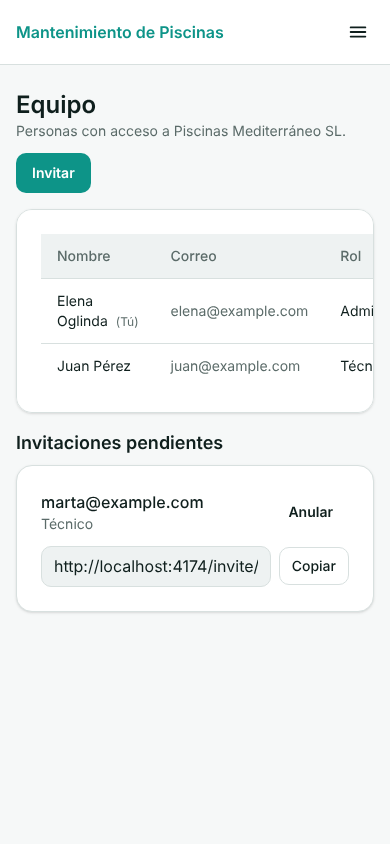 Mantenimiento de Piscinas
Equipo
Personas con acceso a Piscinas Mediterráneo SL.
Invitar
Nombre Correo Rol
Elena Oglinda (Tú) elena@example.com Admi
Juan Pérez juan@example.com Técn
Invitaciones pendientes
marta@example.com
Técnico
Anular
http://localhost:4174/invite/
Copiar